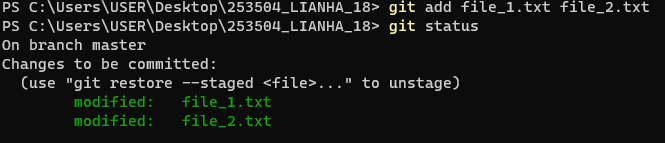 PS C:\Users\USER\Desktop\253504_LIANHA_18> git add file_1.txt file_2.txt
PS C:\Users\USER\Desktop\253504_LIANHA_18> git status
On branch master
Changes to be committed:
  (use "git restore --staged <file>..." to unstage)
        modified:   file_1.txt
        modified:   file_2.txt